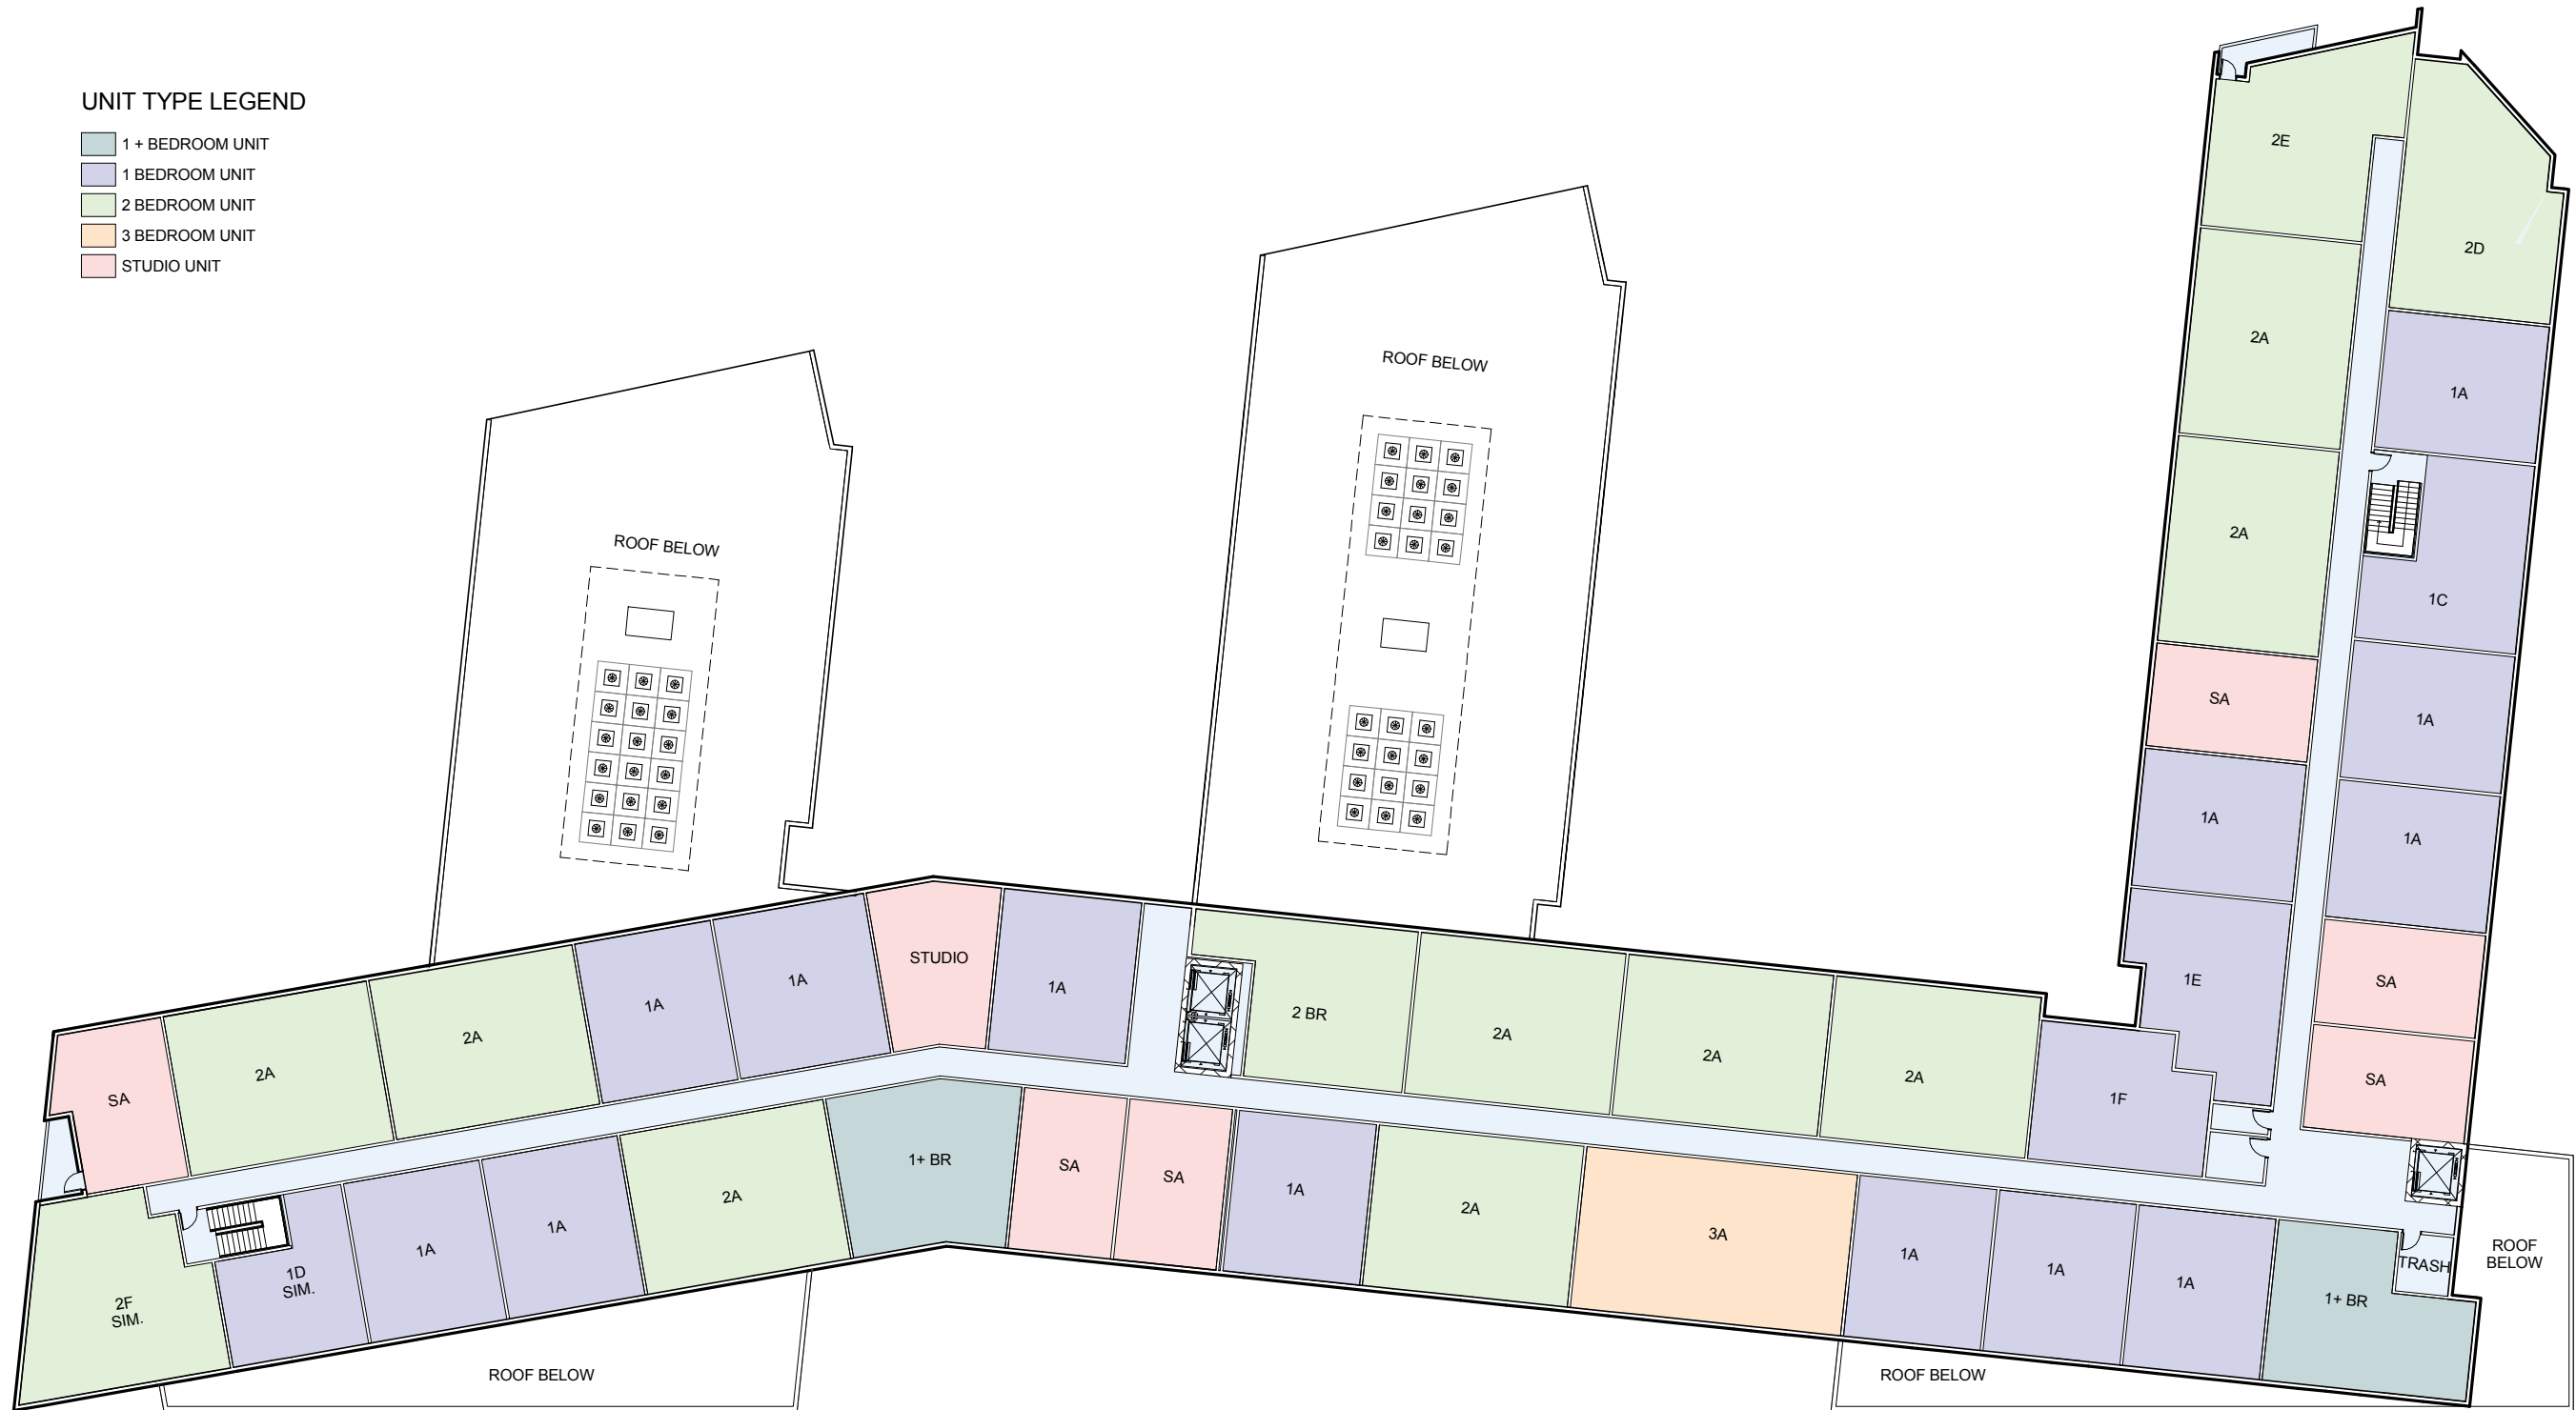 UNIT TYPE LEGEND
1 + BEDROOM UNIT
1 BEDROOM UNIT
2 BEDROOM UNIT
3 BEDROOM UNIT
STUDIO UNIT
2E
2D
2A
1A
2A
1C
SA
1A
1A
1A
SA
1E
SA
1F
ROOF BELOW
ROOF BELOW
SA
2A
2A
1A
1A
STUDIO
1A
2 BR
2A
2A
2A
2F
SIM.
1D
SIM.
1A
1A
2A
1+ BR
SA
SA
1A
2A
3A
1A
1A
1A
1+ BR
TRASH
ROOF
BELOW
ROOF BELOW
ROOF BELOW